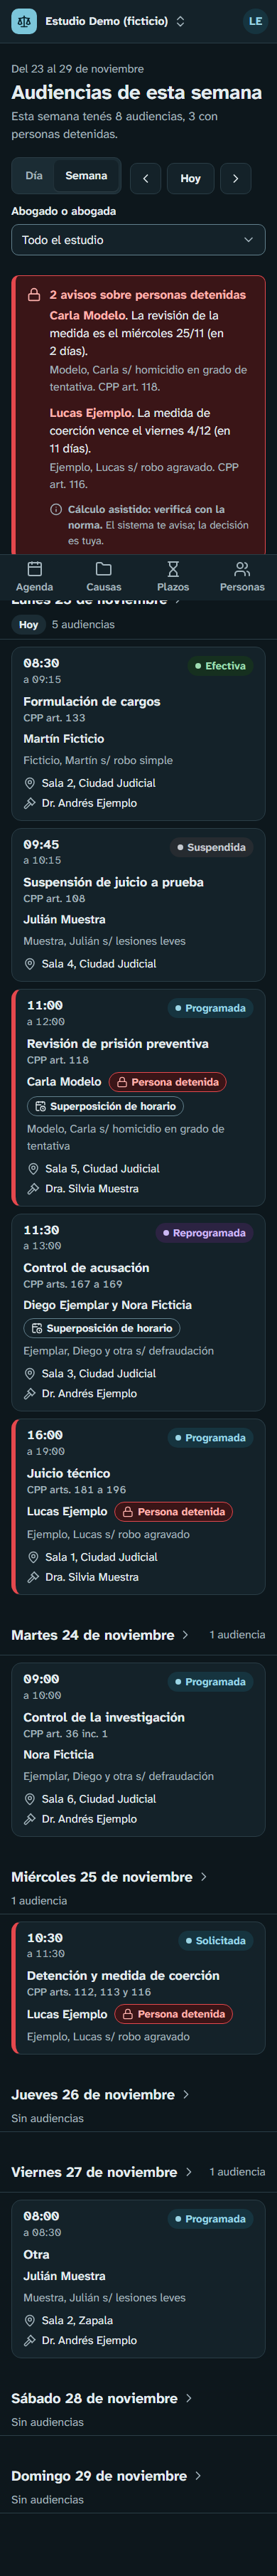 Estudio Demo (ficticio)
LE
Del 23 al 29 de noviembre
Audiencias de esta semana
Esta semana tenés 8 audiencias, 3 con
personas detenidas.
Día
Semana
Hoy
Abogado o abogada
Todo el estudio
2 avisos sobre personas detenidas
Carla Modelo. La revisión de la
medida es el miércoles 25/11 (en
2 días).
Modelo, Carla s/ homicidio en grado de
tentativa. CPP art. 118.
Lucas Ejemplo. La medida de
coerción vence el viernes 4/12 (en
11 días).
Ejemplo, Lucas s/ robo agravado. CPP
art. 116.
Cálculo asistido: verificá con la
norma. El sistema te avisa; la decisión
es tuya.
Agenda
Causas
Plazos
Personas
Lunes 23 de noviembre
Hoy
5 audiencias
08:30
a 09:15
Efectiva
Formulación de cargos
CPP art. 133
Martín Ficticio
Ficticio, Martín s/ robo simple
Sala 2, Ciudad Judicial
Dr. Andrés Ejemplo
09:45
a 10:15
Suspendida
Suspensión de juicio a prueba
CPP art. 108
Julián Muestra
Muestra, Julián s/ lesiones leves
Sala 4, Ciudad Judicial
11:00
a 12:00
Programada
Revisión de prisión preventiva
CPP art. 118
Carla Modelo
Persona detenida
Superposición de horario
Modelo, Carla s/ homicidio en grado de
tentativa
Sala 5, Ciudad Judicial
Dra. Silvia Muestra
11:30
a 13:00
Reprogramada
Control de acusación
CPP arts. 167 a 169
Diego Ejemplar y Nora Ficticia
Superposición de horario
Ejemplar, Diego y otra s/ defraudación
Sala 3, Ciudad Judicial
Dr. Andrés Ejemplo
16:00
a 19:00
Programada
Juicio técnico
CPP arts. 181 a 196
Lucas Ejemplo
Persona detenida
Ejemplo, Lucas s/ robo agravado
Sala 1, Ciudad Judicial
Dra. Silvia Muestra
Martes 24 de noviembre
1 audiencia
09:00
a 10:00
Programada
Control de la investigación
CPP art. 36 inc. 1
Nora Ficticia
Ejemplar, Diego y otra s/ defraudación
Sala 6, Ciudad Judicial
Dr. Andrés Ejemplo
Miércoles 25 de noviembre
1 audiencia
10:30
a 11:30
Solicitada
Detención y medida de coerción
CPP arts. 112, 113 y 116
Lucas Ejemplo
Persona detenida
Ejemplo, Lucas s/ robo agravado
Jueves 26 de noviembre
Sin audiencias
Viernes 27 de noviembre
1 audiencia
08:00
a 08:30
Programada
Otra
Julián Muestra
Muestra, Julián s/ lesiones leves
Sala 2, Zapala
Dr. Andrés Ejemplo
Sábado 28 de noviembre
Sin audiencias
Domingo 29 de noviembre
Sin audiencias